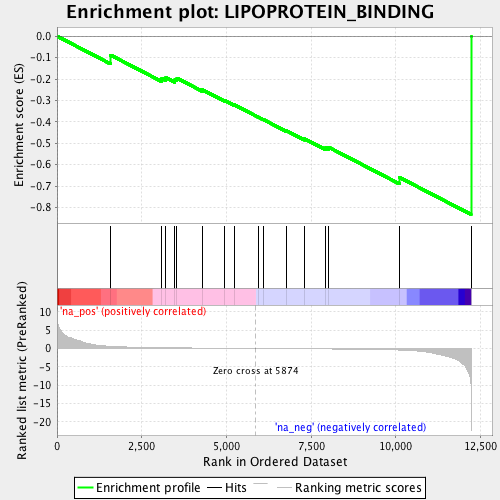 Enrichment plot: LIPOPROTEIN_BINDING
Enrichment score (ES)
0.0
-0.1
-0.2
-0.3
-0.4
-0.5
-0.6
-0.7
-0.8
'na_pos' (positively correlated)
Ranked list metric (PreRanked)
10
5
0
-5
-10
-15
-20
Zero cross at 5874
'na_neg' (negatively correlated)
0
2,500
5,000
7,500
10,000
12,500
Rank in Ordered Dataset
Enrichment profile
Hits
Ranking metric scores